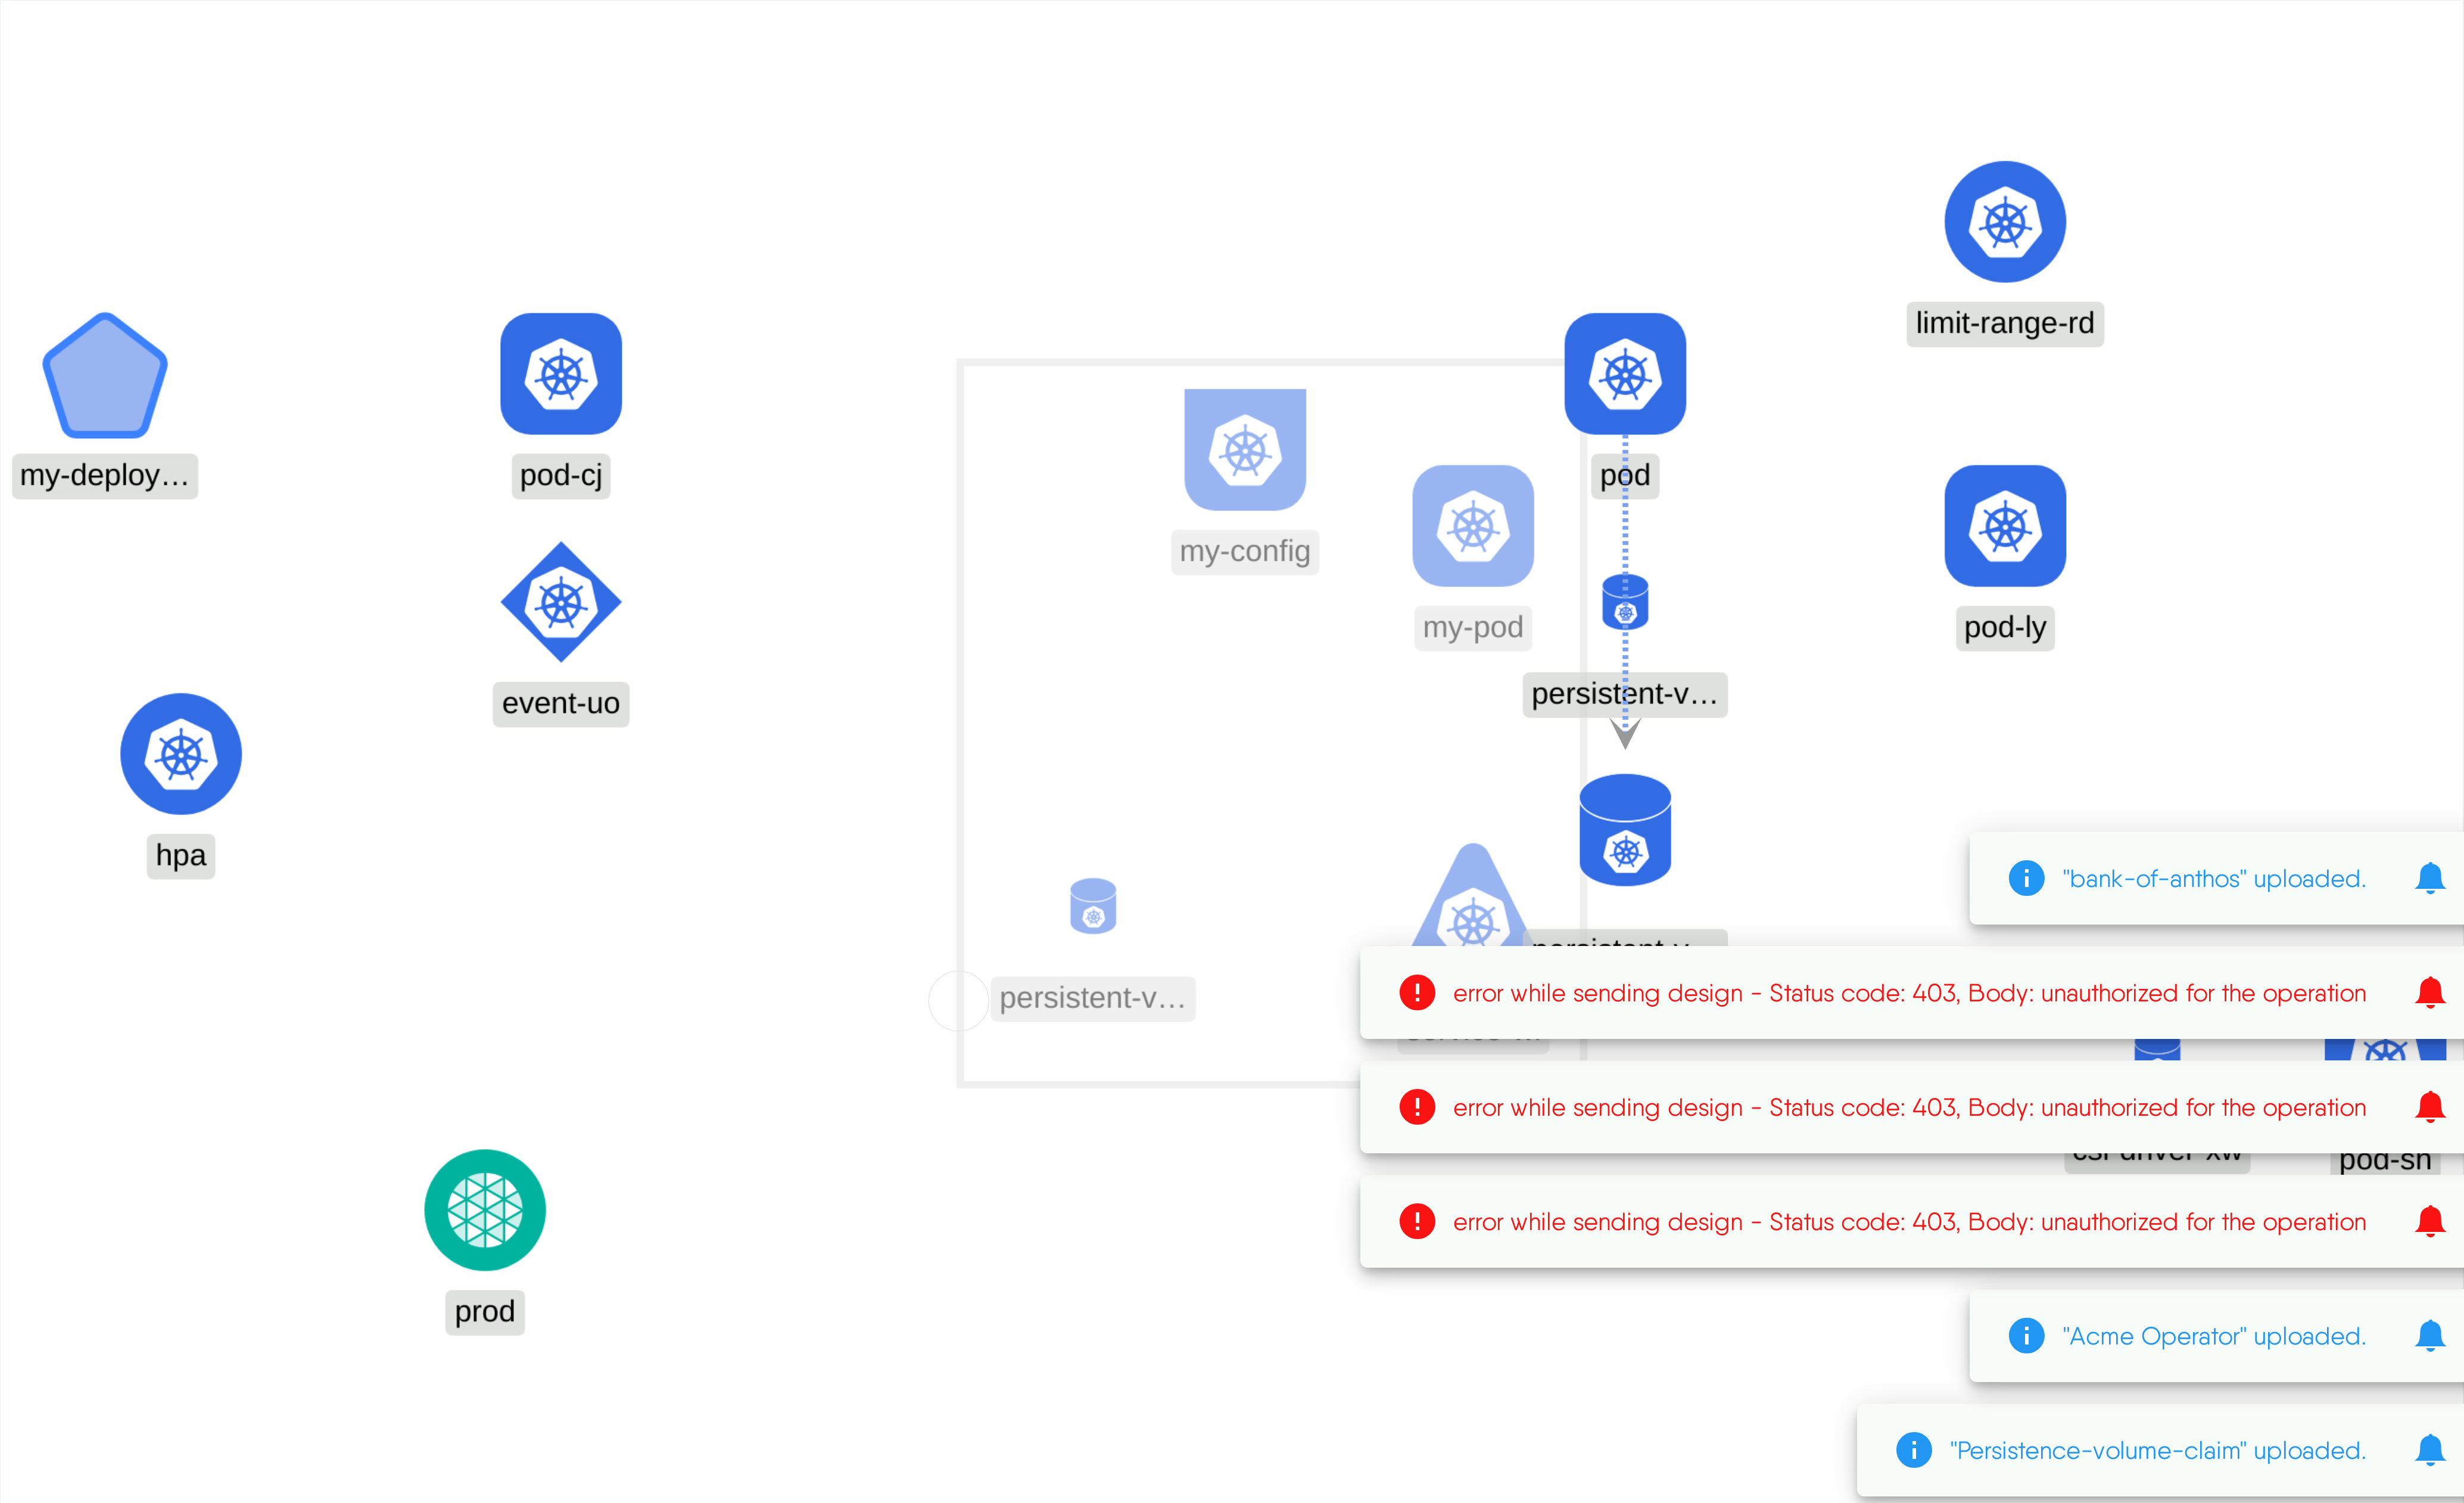 limit-range-rd
my-deploy...
pod-cj
pod
my-config
my-pod
pod-ly
persistent-v...
event-uo
hpa
"bank-of-anthos" uploaded.
persistent-v...
error while sending design - Status code: 403, Body: unauthorized for the operation
error while sending design - Status code: 403, Body: unauthorized for the operation
pod-sh
error while sending design - Status code: 403, Body: unauthorized for the operation
prod
"Acme Operator" uploaded.
"Persistence-volume-claim" uploaded.